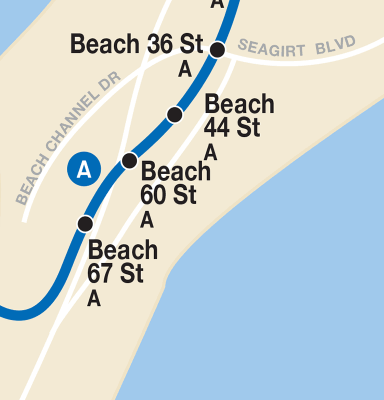 A
Beach 36 St
A
SEAGIRT BLVD
BEACH CHANNEL DR
Beach
44 St
A
A
Beach
60 St
A
Beach
67 St
A